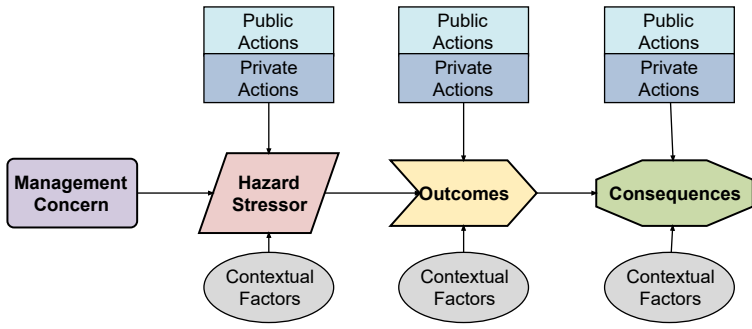 Public
Actions
Private
Actions
Public
Actions
Private
Actions
Public
Actions
Private
Actions
Management
Concern
Hazard
Stressor
Outcomes
Consequences
Contextual
Factors
Contextual
Factors
Contextual
Factors